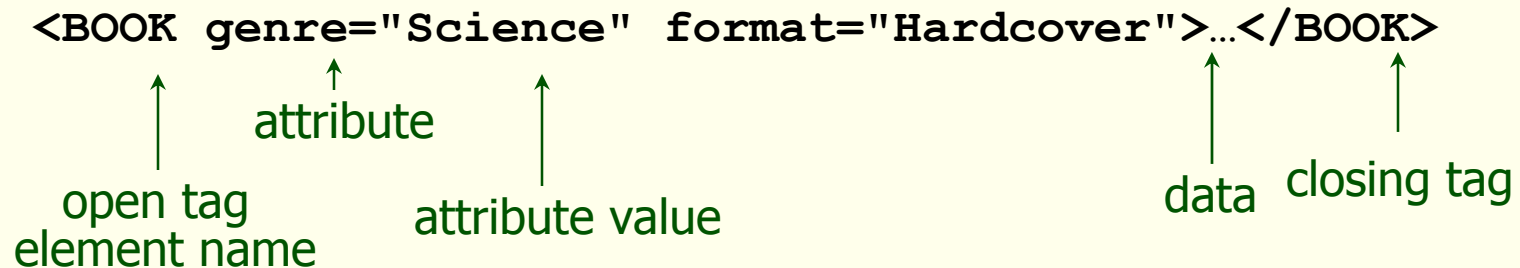 <BOOK genre="Science" format="Hardcover">…</BOOK>
attribute
open tag
element name
attribute value
data
closing tag